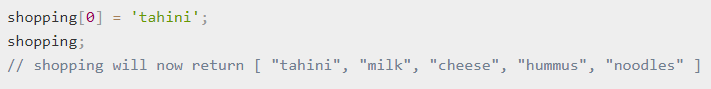 shopping[0] = 'tahini';
shopping;
// shopping will now return [ "tahini", "milk", "cheese", "hummus", "noodles" ]